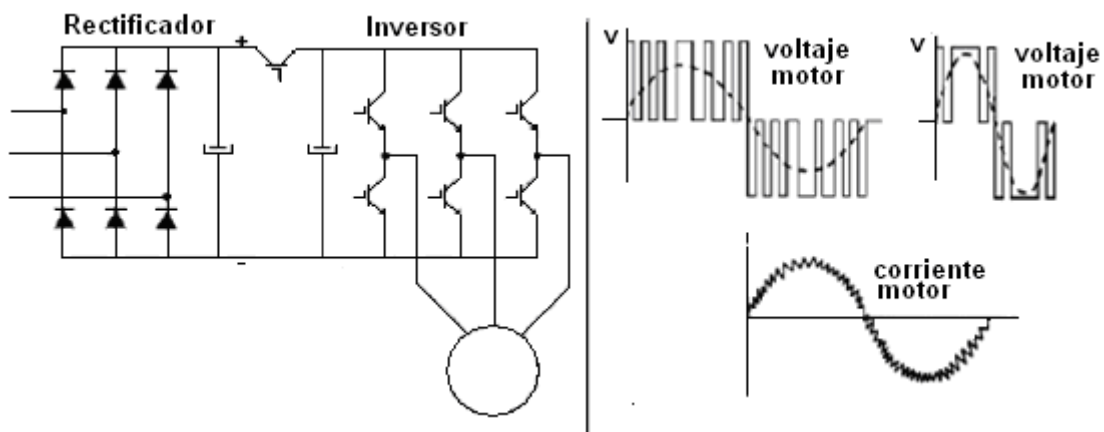 Rectificador
+
Inversor
-
V
voltaje
motor
V
voltaje
motor
I
corriente
motor